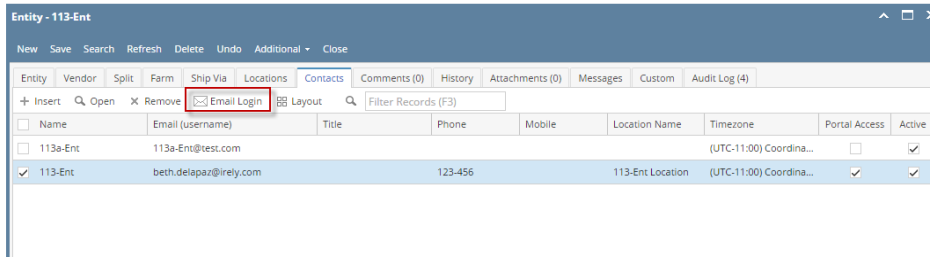 Entity - 113-Ent
New Save Search Refresh Delete Undo Additional Close
Entity Vendor Split Farm Ship Via Locations Contacts Comments (0) History Attachments (0) Messages Custom Audit Log (4)
Insert Open Remove Email Login Layout Filter Records (F3)
Name Email (username) Title Phone Mobile Location Name Timezone Portal Access Active
113a-Ent 113a-Ent@test.com (UTC-11:00) Coordina...
113-Ent beth.delapaz@irely.com 123-456 113-Ent Location (UTC-11:00) Coordina...